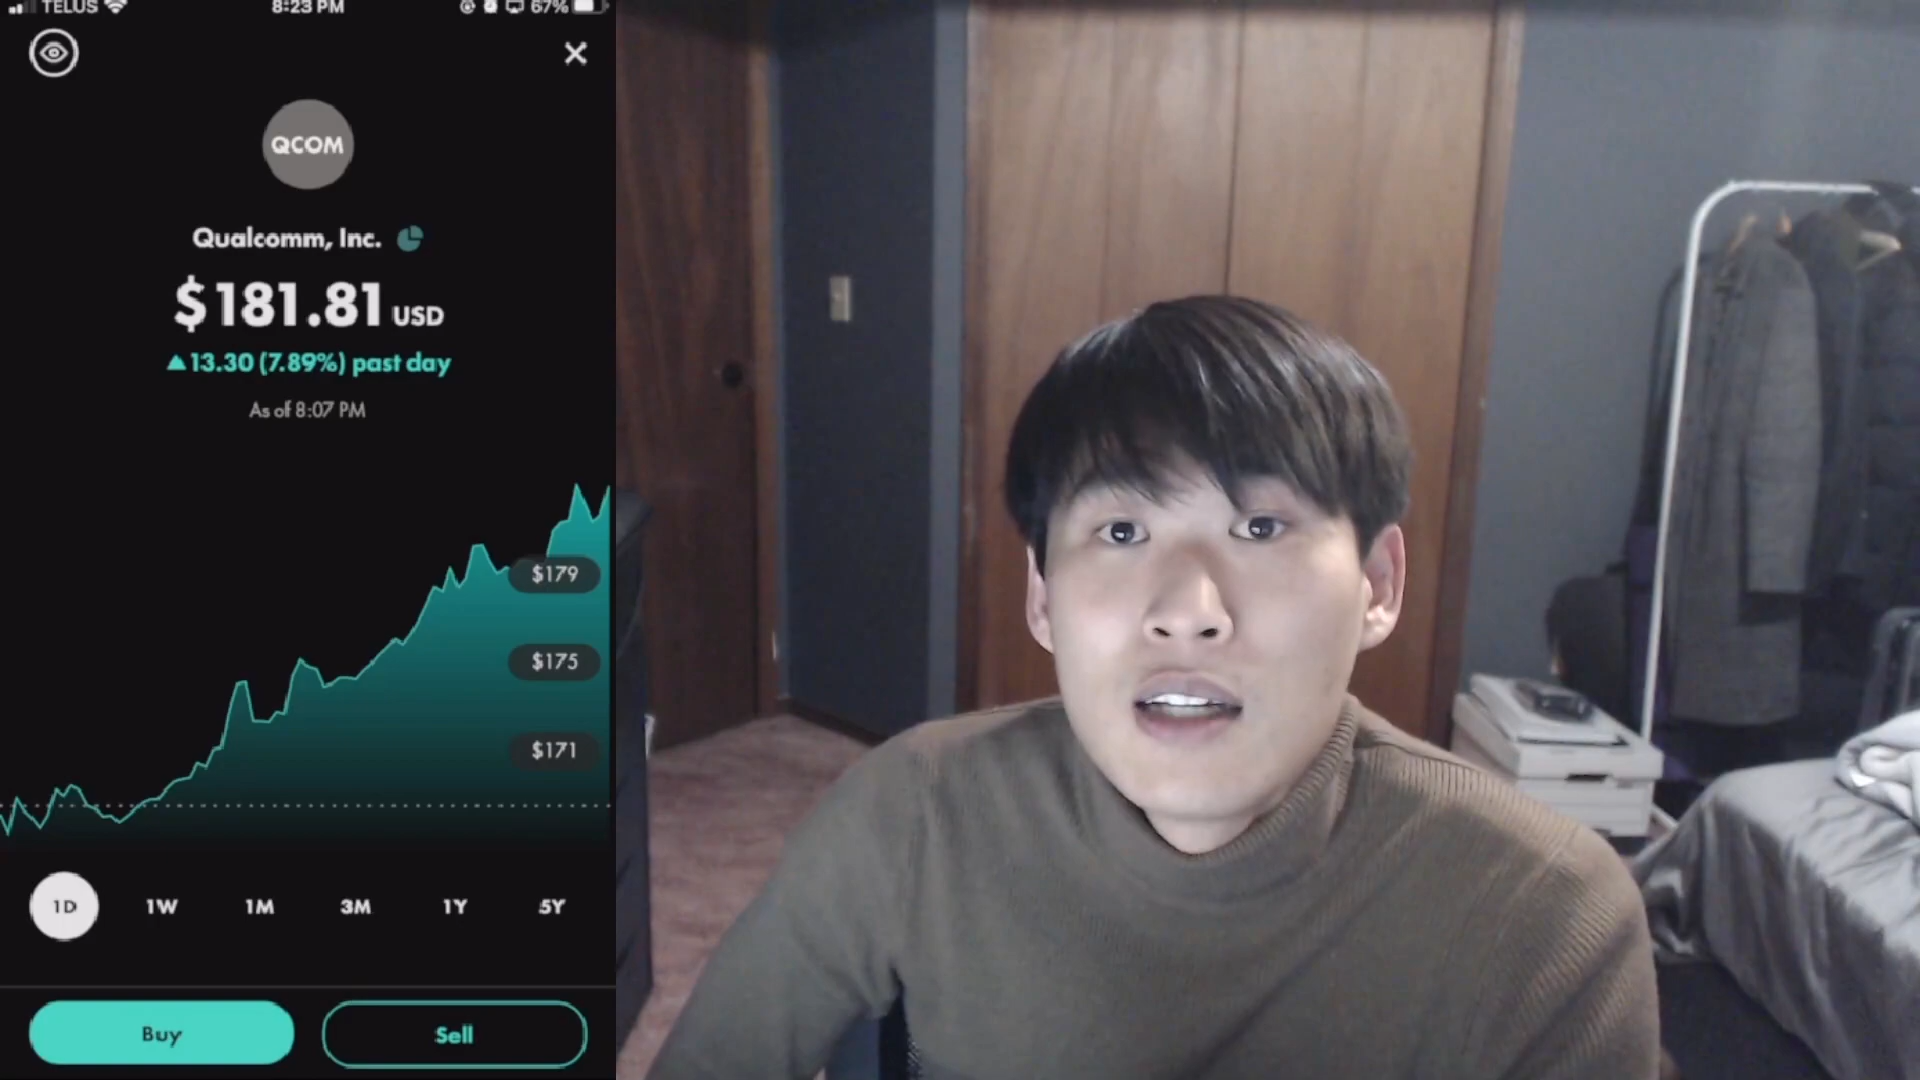 TELUS 8:23 PM 67%
QCOM
Qualcomm, Inc.
$181.81 USD
▲13.30 (7.89%) past day
As of 8:07 PM
$179
$175
$171
1D 1W 1M 3M 1Y 5Y
Buy Sell